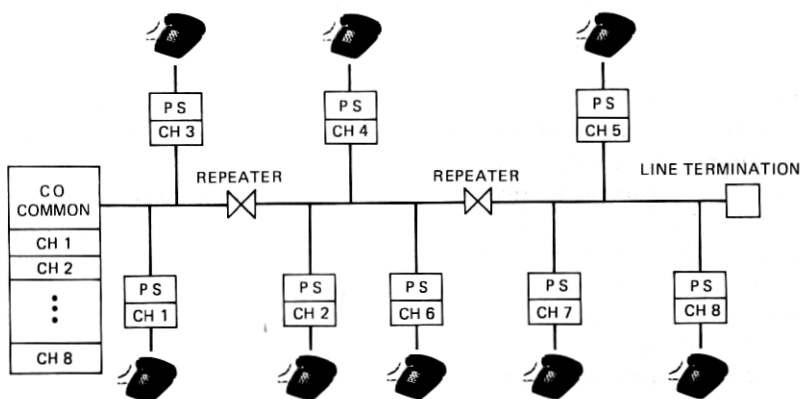 PS
CH 3
PS
CH 4
PS
CH 5
REPEATER
REPEATER
LINE TERMINATION
CO
COMMON
CH 1
CH 2
CH 8
PS
CH 1
PS
CH 2
PS
CH 6
PS
CH 7
PS
CH 8